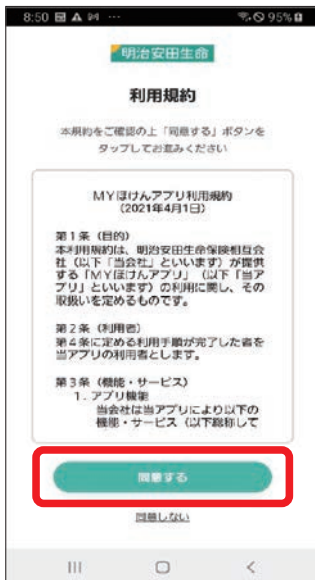 8:50 95%
明治安田生命
利用規約
本規約をご確認の上「同意する」ボタンを
タップしてお進みください
MYほけんアプリ利用規約
(2021年4月1日)
第1条(目的)
本利用規約は、明治安田生命保険相互会
社(以下「当会社」といいます)が提供
する「MYほけんアプリ」(以下「当ア
プリ」といいます)の利用に関し、その
取扱いを定めるものです。
第2条(利用者)
第4条に定める利用手順が完了した者を
当アプリの利用者とします。
第3条(機能・サービス)
1.アプリ機能
当会社は当アプリにより以下の
機能・サービス(以下総称して
同意する
同意しない